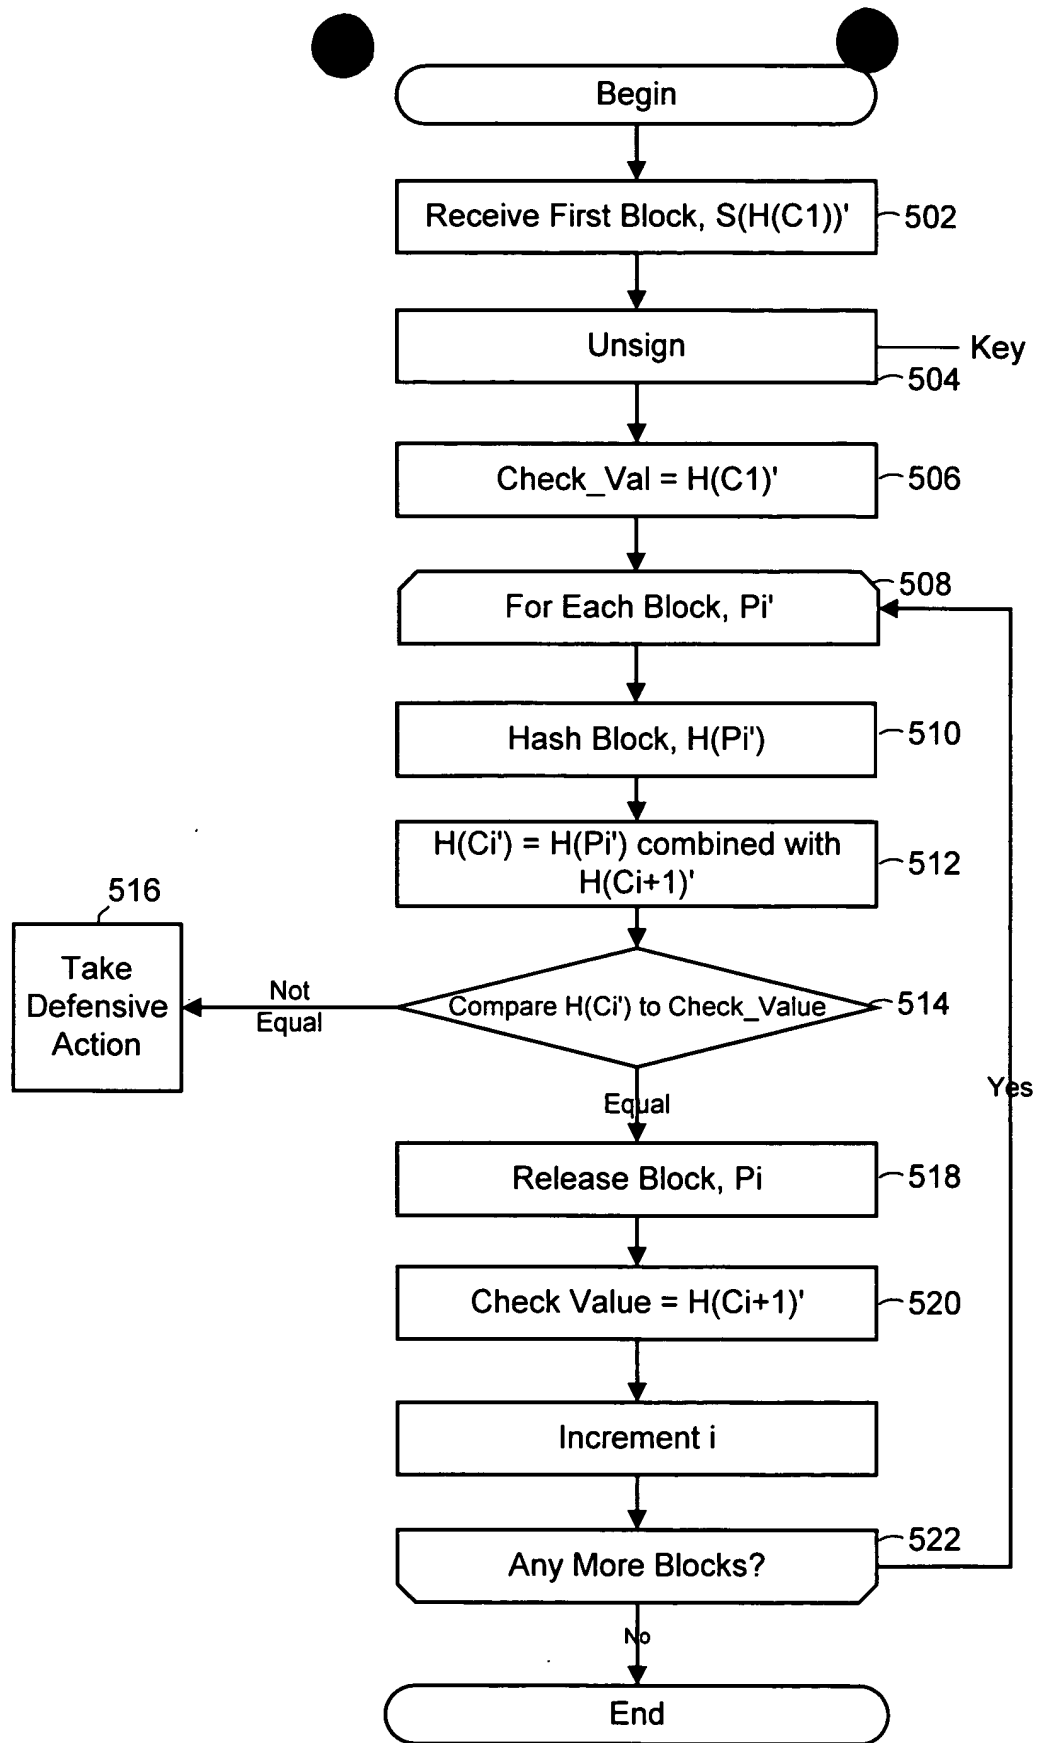 Begin
Receive First Block, S(H(C1))'
502
Unsign
Key
504
Check_Val = H(C1)'
506
508
For Each Block, Pi'
Hash Block, H(Pi')
510
H(Ci') = H(Pi') combined with
H(Ci+1)'
512
516
Take
Defensive
Action
Not
Equal
Compare H(Ci') to Check_Value
514
Equal
Yes
Release Block, Pi
518
Check Value = H(Ci+1)'
520
Increment i
Any More Blocks?
522
No
End